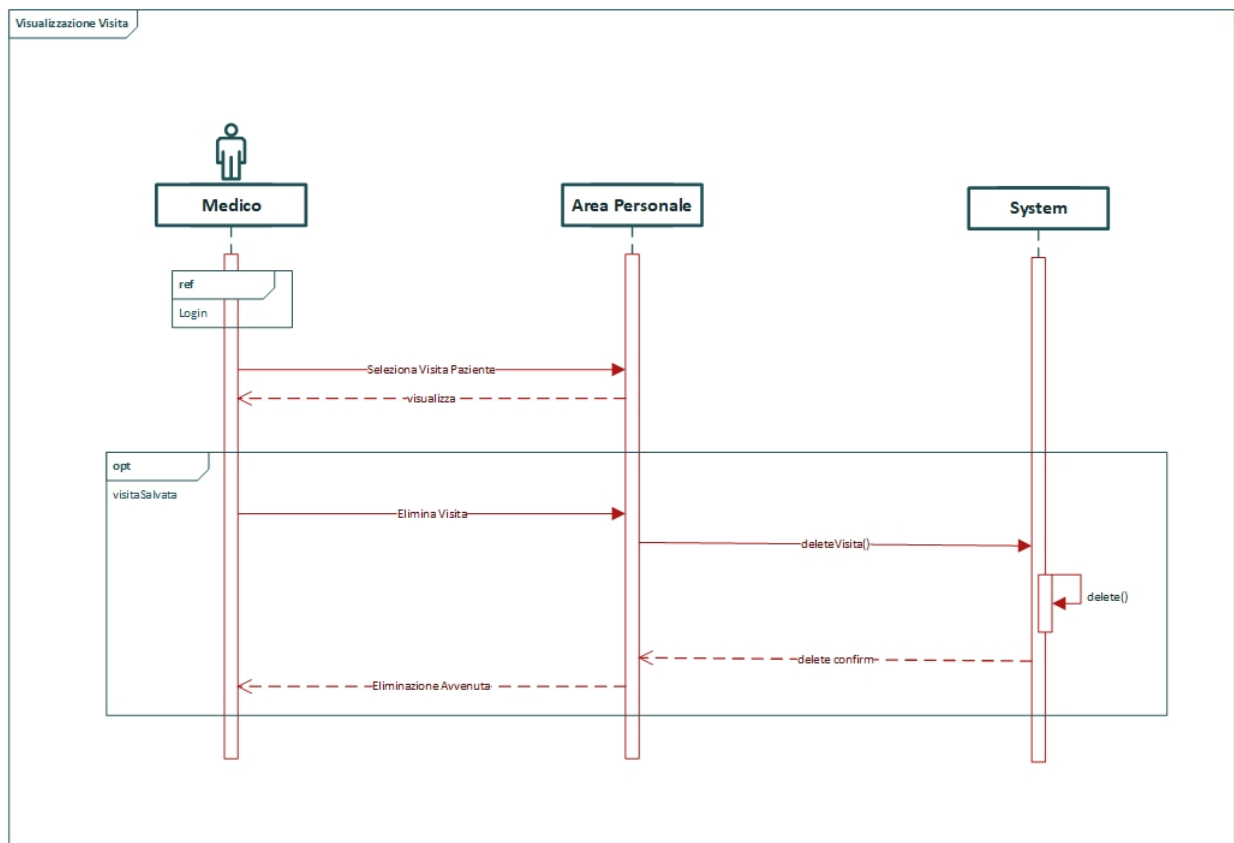 Visualizzazione Visita
Medico
Area Personale
System
ref
Login
Seleziona Visita Paziente
visualizza
opt
visitaSalvata
Elimina Visita
deleteVisita()
delete()
delete confirm
Eliminazione Avvenuta